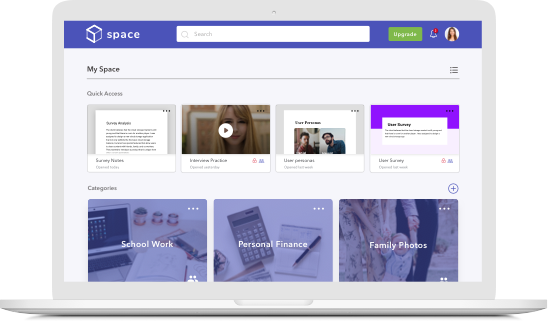 space
Search
Upgrade
My Space
Quick Access
Survey Analysis
User Personas
User Survey
Survey Notes
Opened today
Interview Practice
Opened yesterday
User personas
Opened last week
User Survey
Opened last week
Categories
School Work
Personal Finance
Family Photos